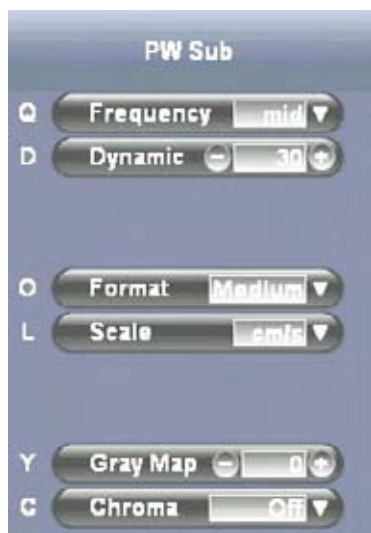 PW Sub
Q Frequency mid
D Dynamic 30
O Format Medium
L Scale cm/s
Y Gray Map 0
C Chroma Off